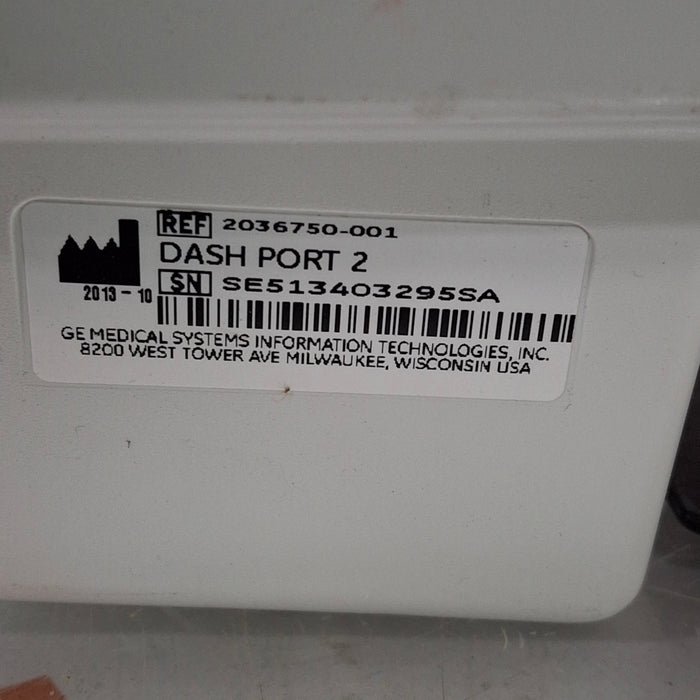 REF 2036750-001
DASH PORT 2
SN SE513403295SA
2013-10
GE MEDICAL SYSTEMS INFORMATION TECHNOLOGIES, INC.
8200 WEST TOWER AVE MILWAUKEE, WISCONSIN USA